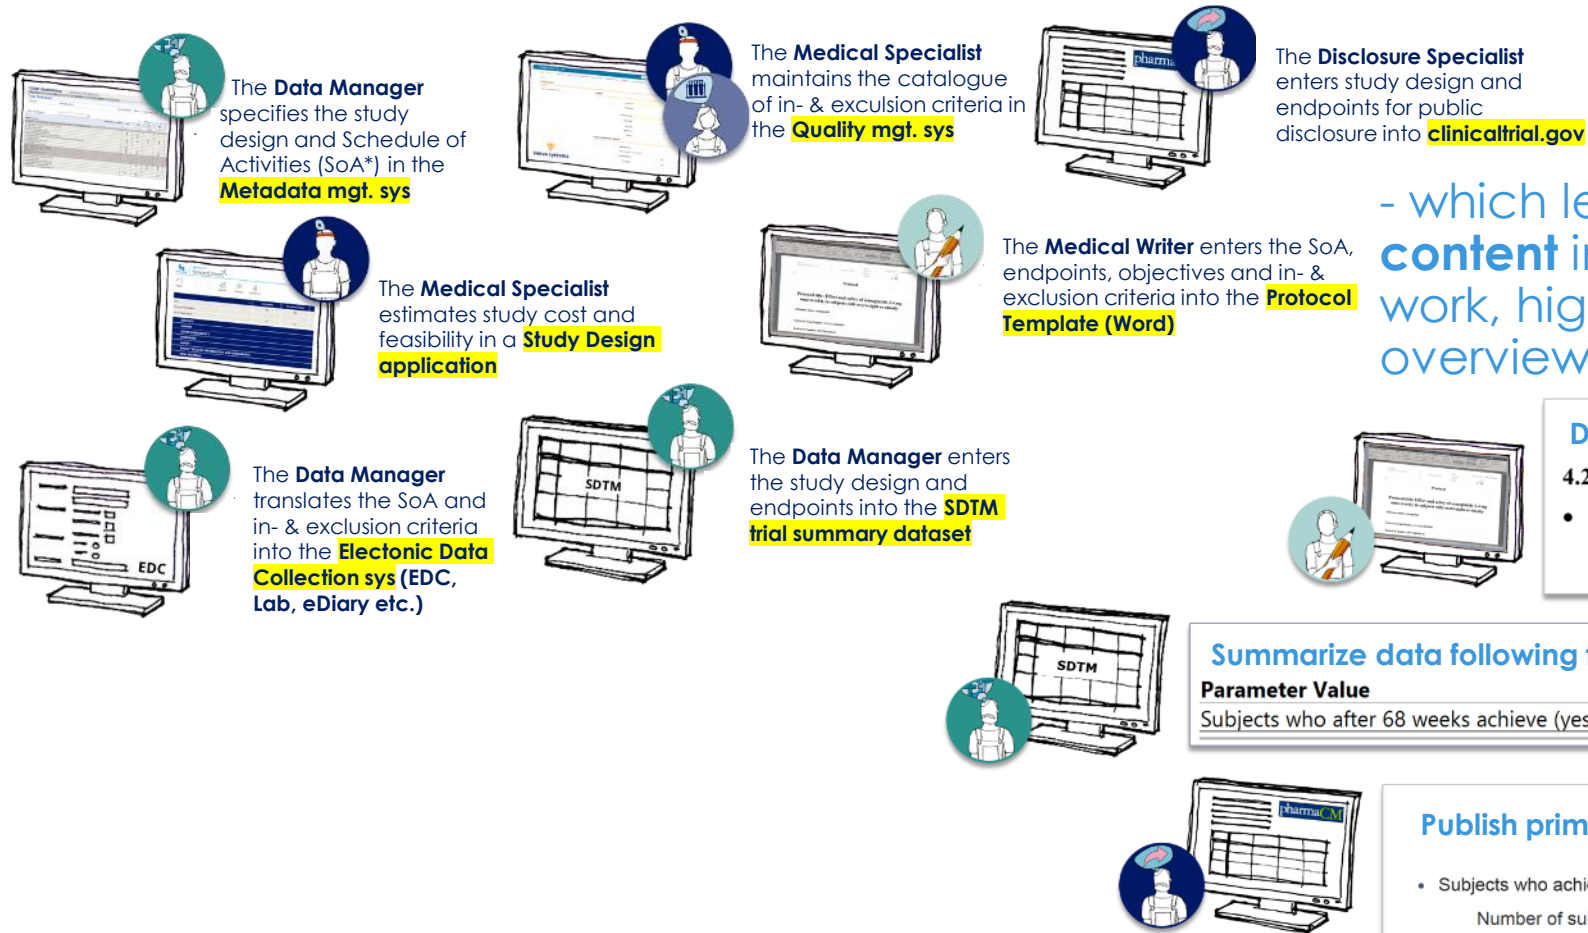 The Data Manager
specifies the study
design and Schedule of
Activities (SoA*) in the
Metadata mgt. sys
The Medical Specialist
maintains the catalogue
of in- & exculsion criteria in
the Quality mgt. sys
pharma
The Disclosure Specialist
enters study design and
endpoints for public
disclosure into clinicaltrial.gov
The Medical Specialist
estimates study cost and
feasibility in a Study Design
application
The Medical Writer enters the SoA,
endpoints, objectives and in- &
exclusion criteria into the Protocol
Template (Word)
- which le
content in
work, hig
overview
EDC
The Data Manager
translates the SoA and
in- & exclusion criteria
into the Electonic Data
Collection sys (EDC,
Lab, eDiary etc.)
SDTM
The Data Manager enters
the study design and
endpoints into the SDTM
trial summary dataset
D
4.2
•
SDTM
Summarize data following
Parameter Value
Subjects who after 68 weeks achieve (yes
pharmaCM
Publish prim
• Subjects who achie
Number of su